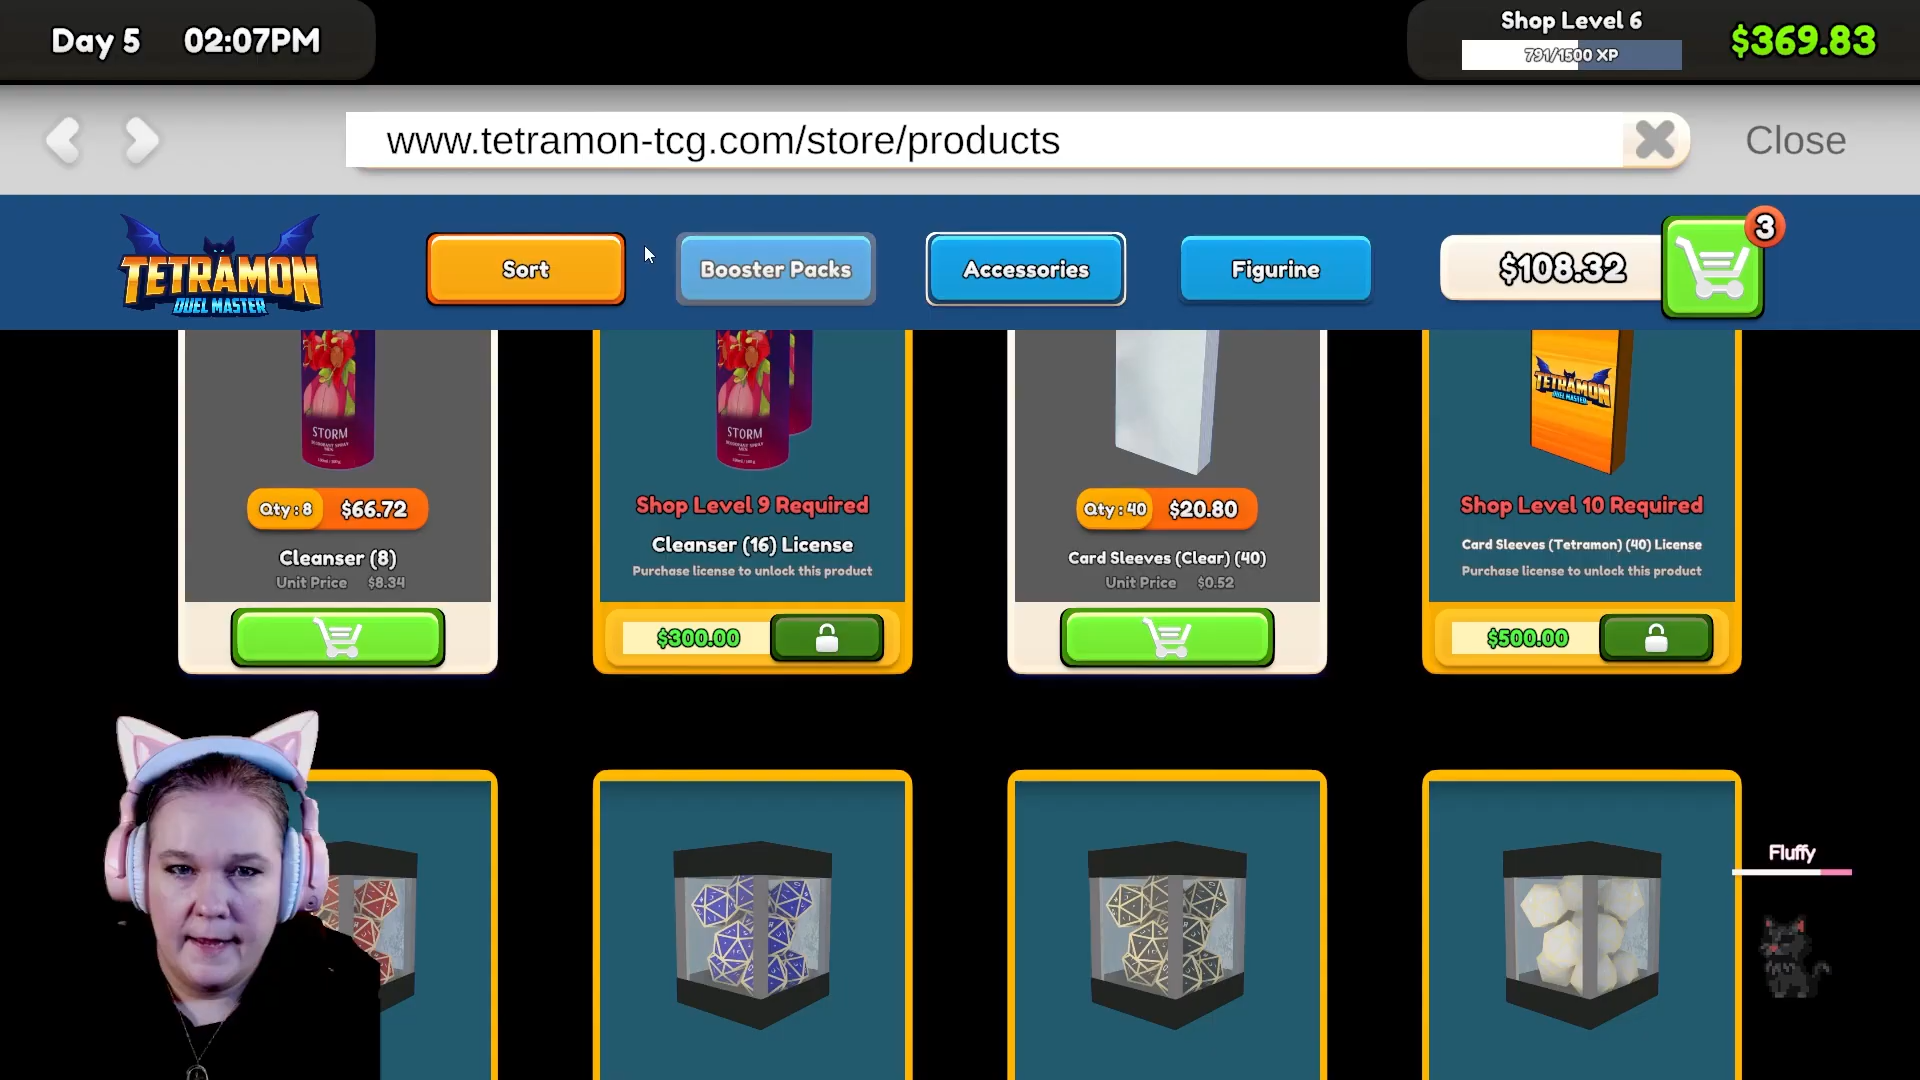 Day 5 02:07PM
Shop Level 6
791/1500 XP
$369.83
www.tetramon-tcg.com/store/products
Close
TETRAMON
DUEL MASTER
Sort
Booster Packs
Accessories
Figurine
$108.32
3
STORM
STORM
TETRAMON
DUEL MASTER
Qty : 8 $66.72
Cleanser (8)
Unit Price $8.34
Shop Level 9 Required
Cleanser (16) License
Purchase license to unlock this product
$300.00
Qty : 40 $20.80
Card Sleeves (Clear) (40)
Unit Price $0.52
Shop Level 10 Required
Card Sleeves (Tetramon) (40) License
Purchase license to unlock this product
$500.00
Fluffy